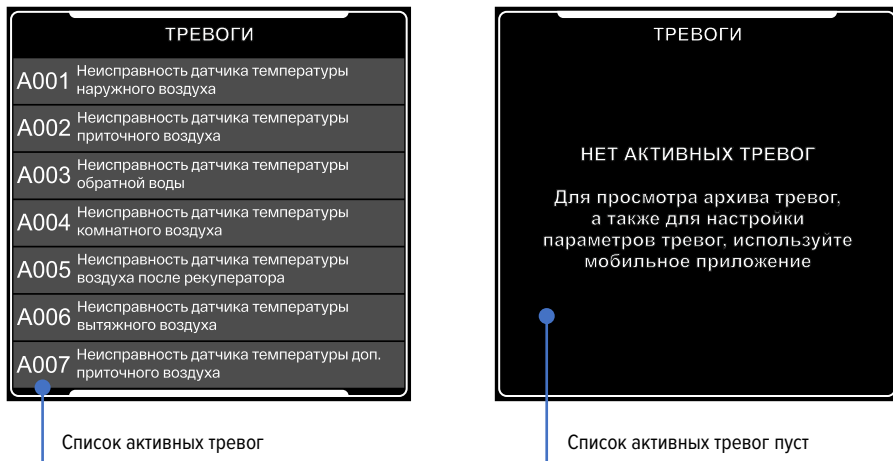 ТРЕВОГИ
A001 Неисправность датчика температуры
наружного воздуха
A002 Неисправность датчика температуры
приточного воздуха
A003 Неисправность датчика температуры
обратной воды
A004 Неисправность датчика температуры
комнатного воздуха
A005 Неисправность датчика температуры
воздуха после рекуператора
A006 Неисправность датчика температуры
вытяжного воздуха
A007 Неисправность датчика температуры доп.
приточного воздуха
Список активных тревог
ТРЕВОГИ
НЕТ АКТИВНЫХ ТРЕВОГ
Для просмотра архива тревог,
а также для настройки
параметров тревог, используйте
мобильное приложение
Список активных тревог пуст